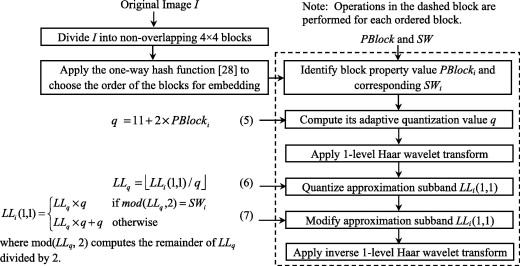 Original Image I
Note: Operations in the dashed block are
performed for each ordered block.
Divide I into non-overlapping 4×4 blocks
PBlock and SW
Apply the one-way hash function [28] to
choose the order of the blocks for embedding
Identify block property value PBlock_i and
corresponding SW_i
q = 11 + 2 × PBlock_i (5)
Compute its adaptive quantization value q
Apply 1-level Haar wavelet transform
LL_q = ⌊LL_i(1,1) / q⌋ (6)
Quantize approximation subband LL_i(1,1)
LL_i(1,1) = { LL_q × q if mod(LL_q, 2) = SW_i
LL_q × q + q otherwise (7)
Modify approximation subband LL_i(1,1)
where mod(LL_q, 2) computes the remainder of LL_q
divided by 2.
Apply inverse 1-level Haar wavelet transform